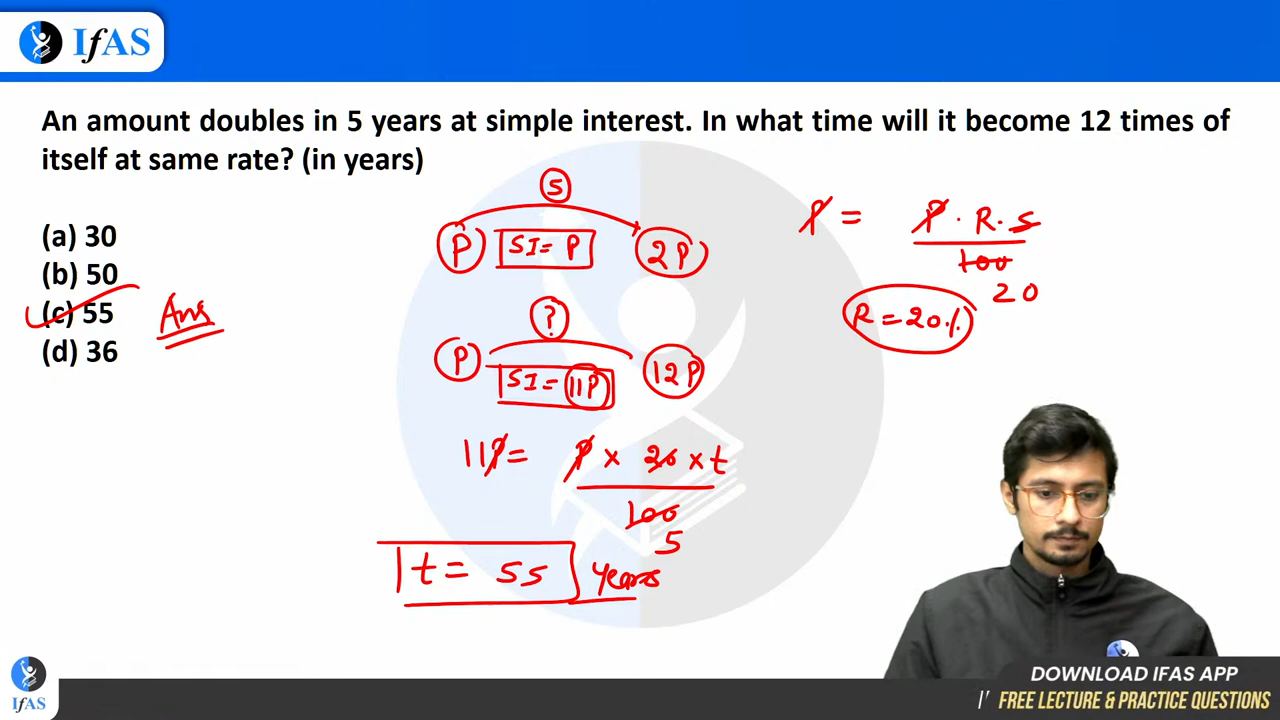 IfAS
An amount doubles in 5 years at simple interest. In what time will it become 12 times of
itself at same rate? (in years)
(a) 30
(b) 50
(c) 55
(d) 36
Ans
5
P SI = P 2P
?
P SI = 11P 12P
11P = P × 20 × t
100
5
t = 55 years
P = P · R · 5
100
20
R = 20%
IfAS
DOWNLOAD IFAS APP
FREE LECTURE & PRACTICE QUESTIONS